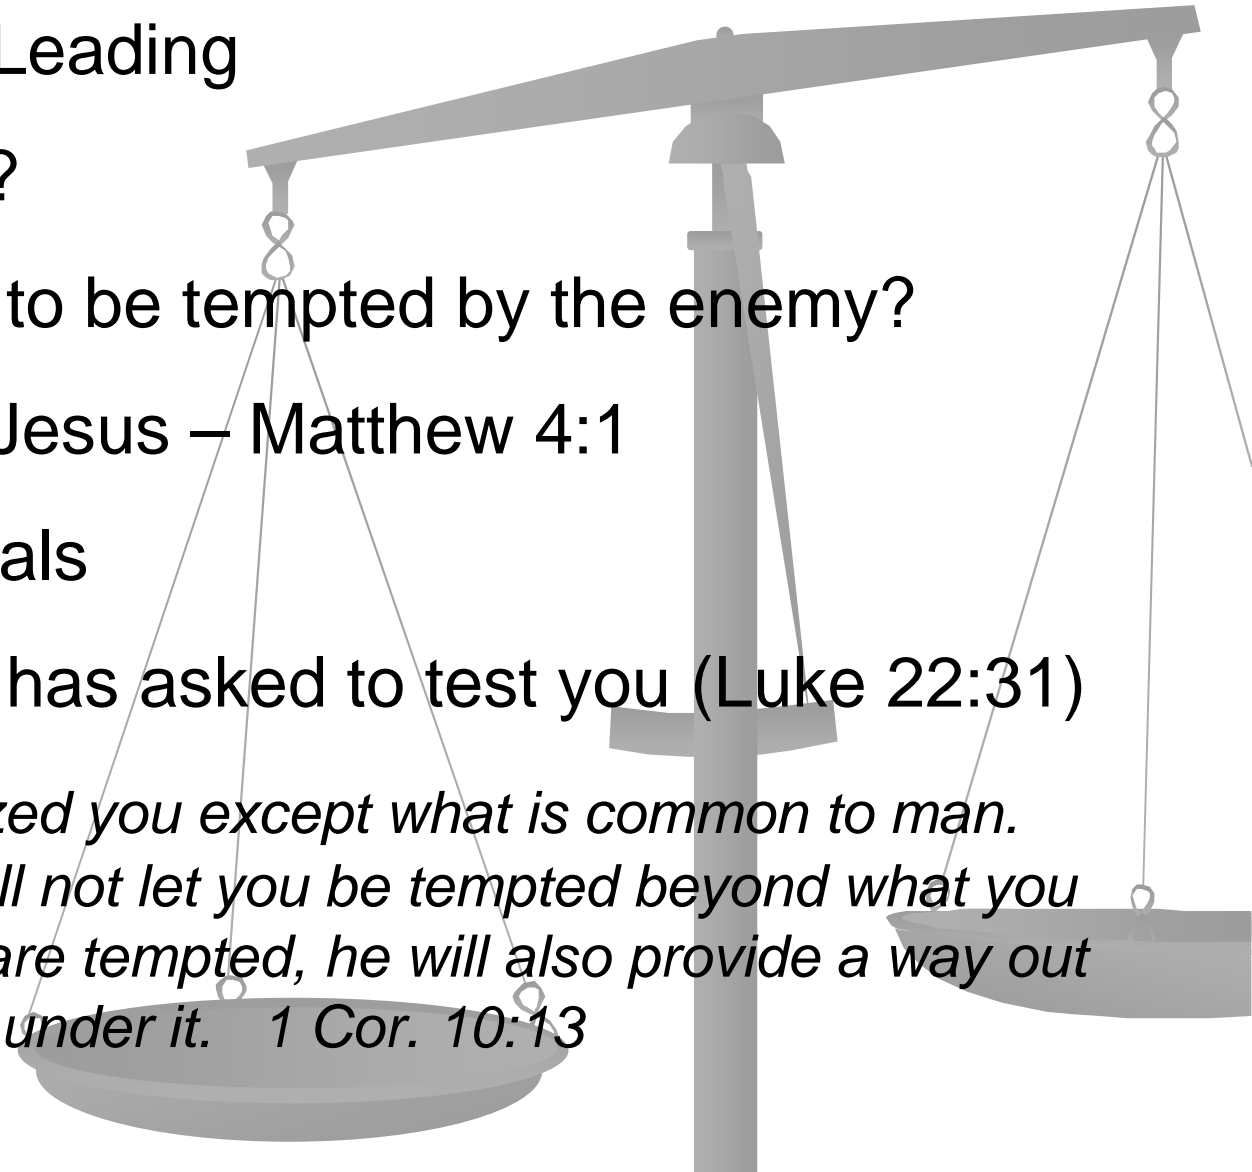 Leading
?
to be tempted by the enemy?
Jesus – Matthew 4:1
als
has asked to test you (Luke 22:31)
zed you except what is common to man.
ll not let you be tempted beyond what you
are tempted, he will also provide a way out
under it. 1 Cor. 10:13